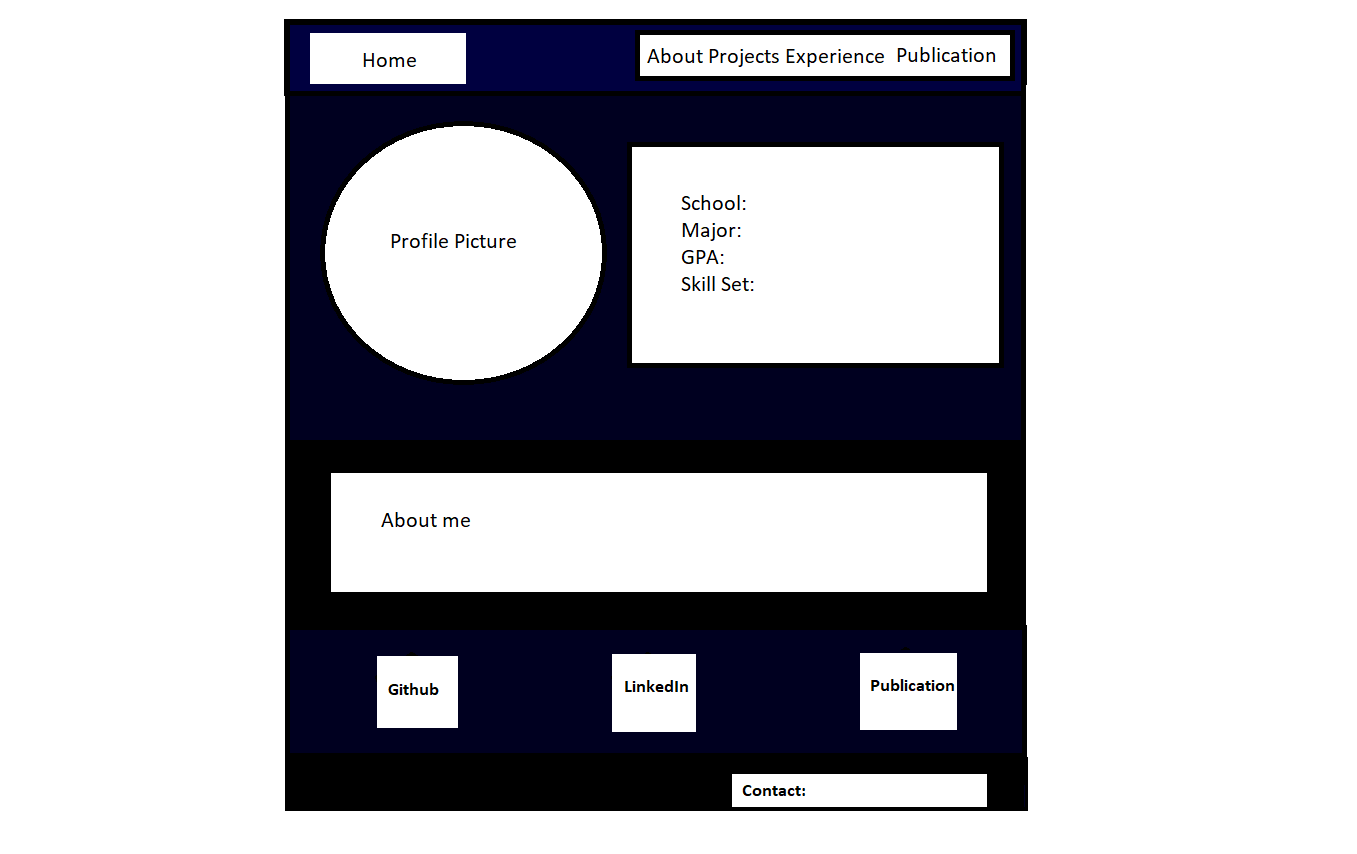 Home
About Projects Experience Publication
Profile Picture
School:
Major:
GPA:
Skill Set:
About me
Github
LinkedIn
Publication
Contact: